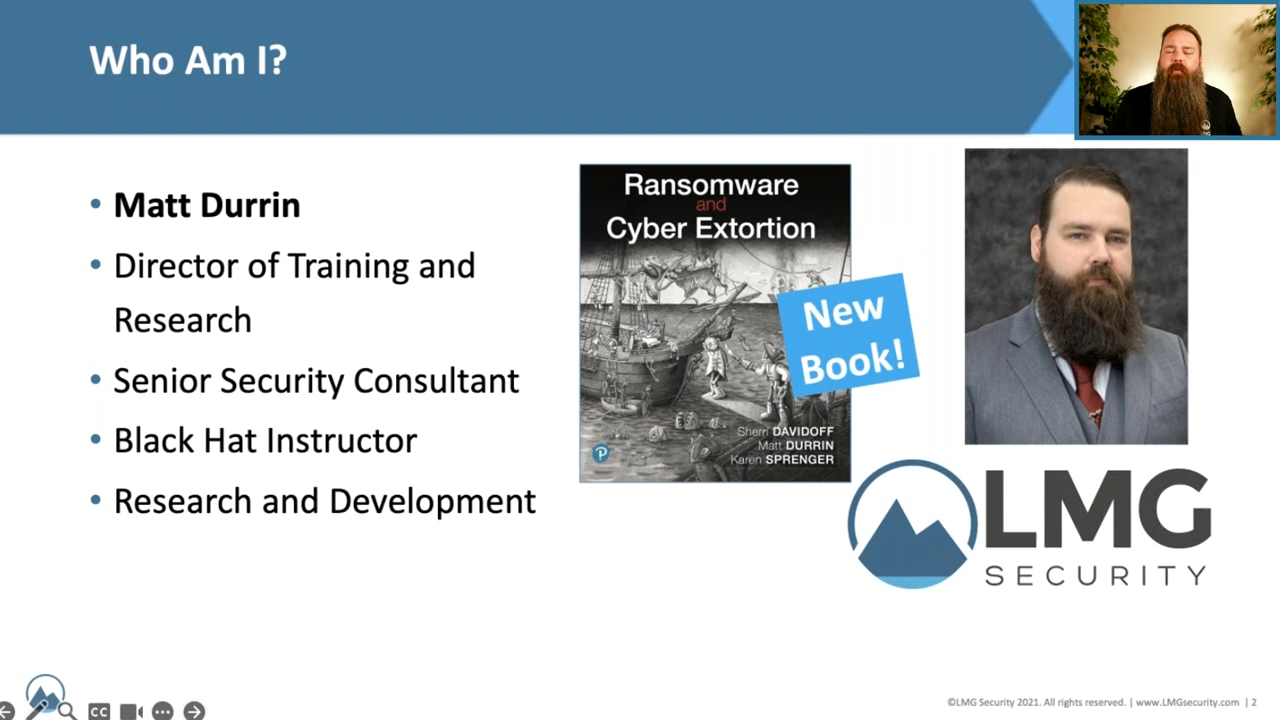 Who Am I?
• Matt Durrin
• Director of Training and
Research
• Senior Security Consultant
• Black Hat Instructor
• Research and Development
Ransomware
and
Cyber Extortion
New
Book!
Sherri DAVIDOFF
Matt DURRIN
Karen SPRENGER
P
LMG
SECURITY
CC
©LMG Security 2021. All rights reserved. | www.LMGsecurity.com | 2